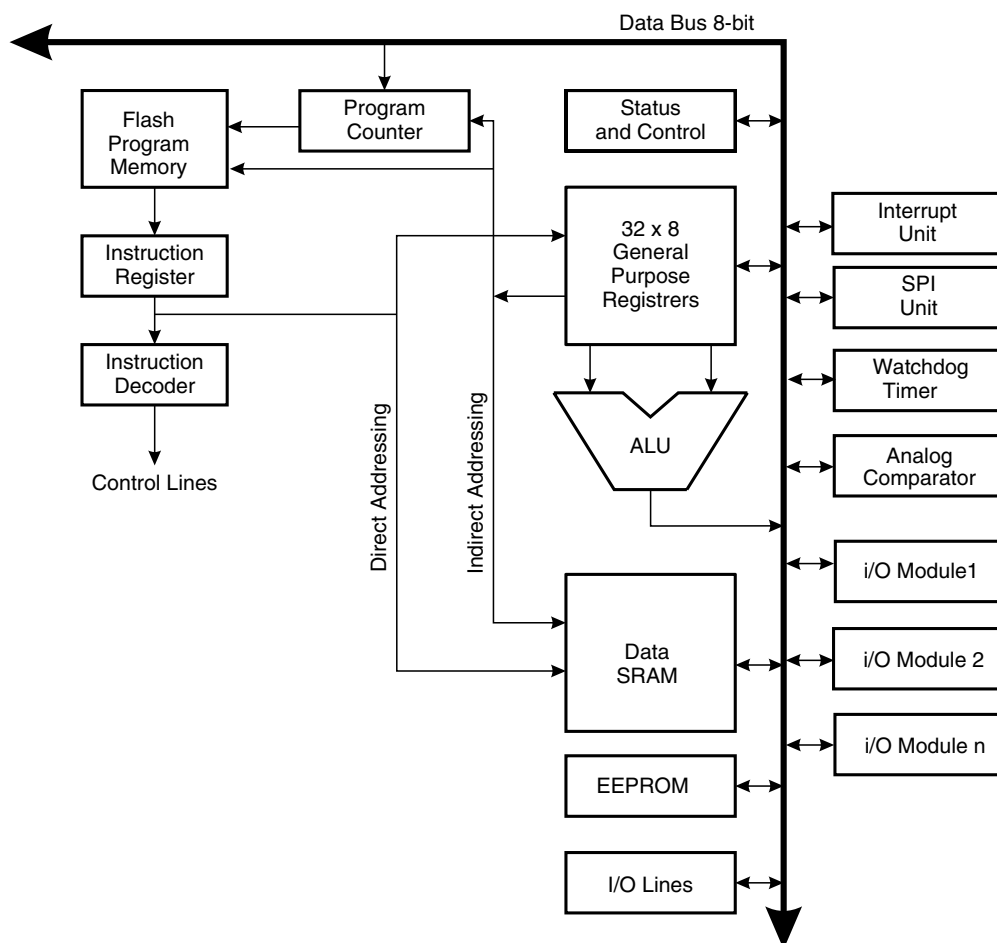 Data Bus 8-bit
Flash
Program
Memory
Program
Counter
Status
and Control
32 x 8
General
Purpose
Registrers
Interrupt
Unit
Instruction
Register
SPI
Unit
Instruction
Decoder
Watchdog
Timer
Control Lines
Direct Addressing
Indirect Addressing
ALU
Analog
Comparator
i/O Module1
Data
SRAM
i/O Module 2
i/O Module n
EEPROM
I/O Lines